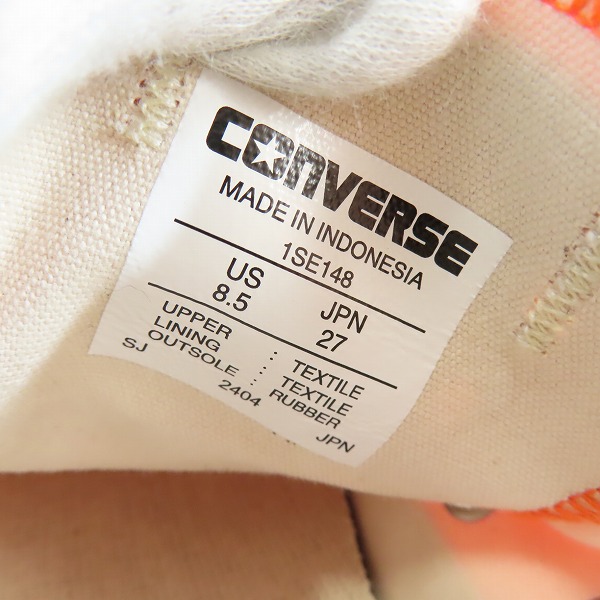 CONVERSE
MADE IN INDONESIA
1SE148
US JPN
8.5 27
UPPER : TEXTILE
LINING : TEXTILE
OUTSOLE : RUBBER
SJ 2404 JPN